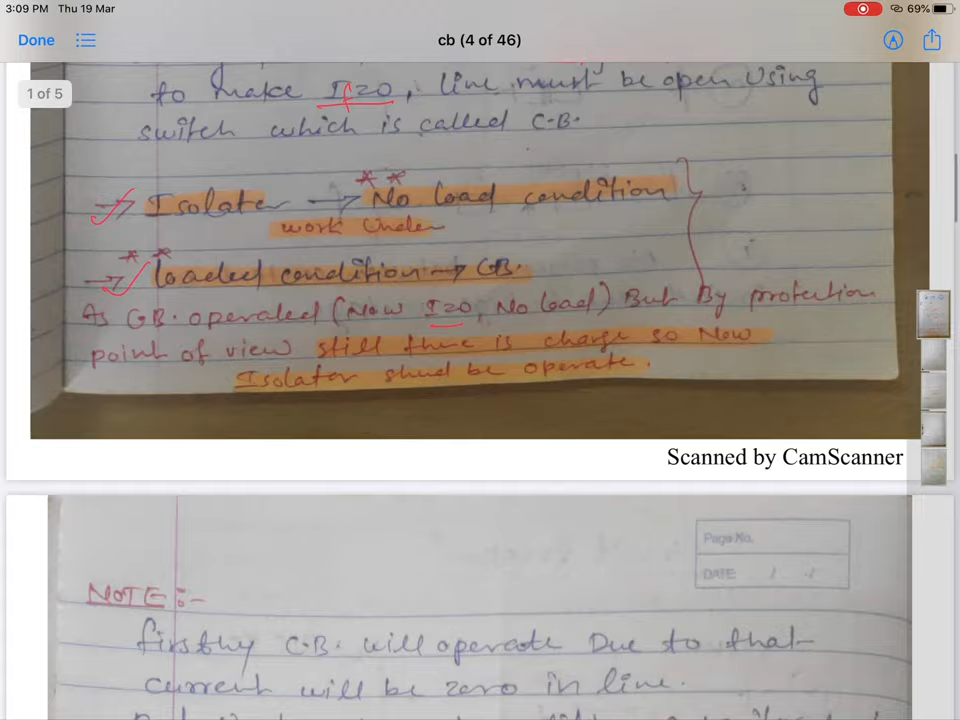 3:09 PM Thu 19 Mar 69%
Done cb (4 of 46)
1 of 5
to make If=0, line must be open using
switch which is called C.B.
→ Isolater → No load condition
work Under
→ loaded condition → C.B.
As C.B. operated (Now I=0, No load) But By protection
point of view still there is charge so Now
Isolater shud be operate.
Scanned by CamScanner
Page No.
DATE: / /
NOTE :-
firsthy C.B. will operate Due to that
current will be zero in line.